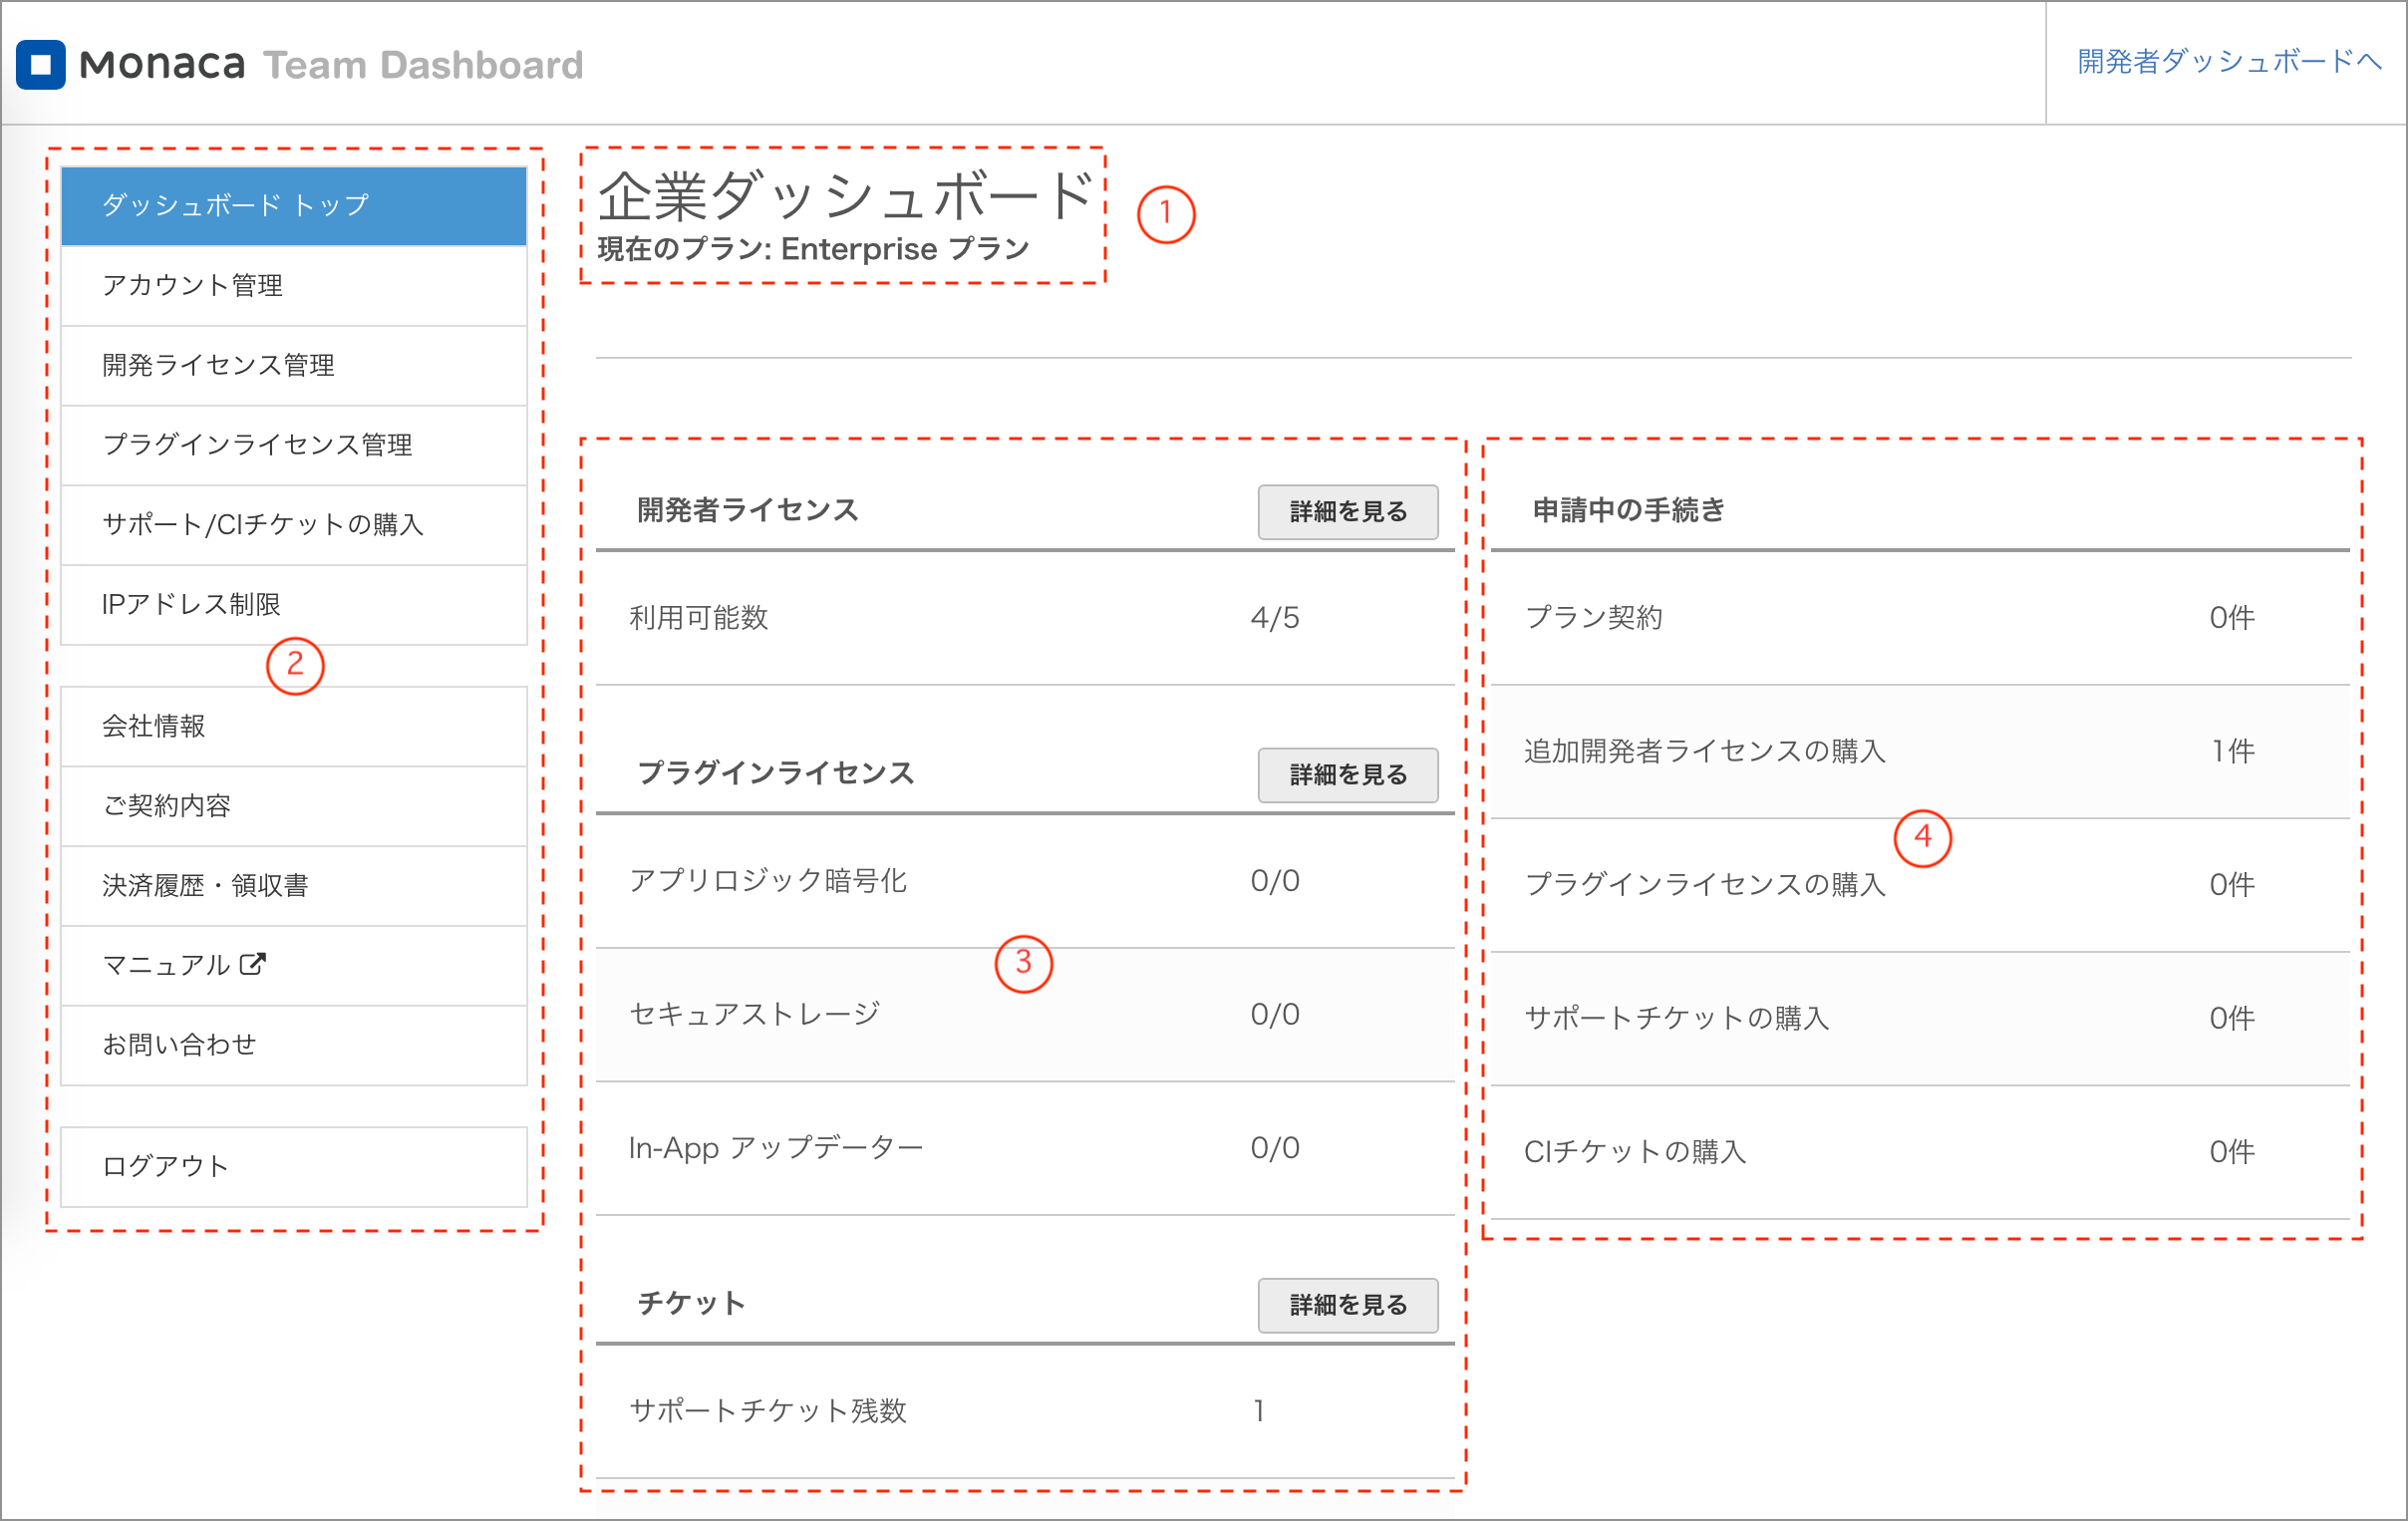 Monaca Team Dashboard
開発者ダッシュボードへ
企業ダッシュボード
現在のプラン: Enterprise プラン
1
ダッシュボード トップ
アカウント管理
開発ライセンス管理
プラグインライセンス管理
サポート/CIチケットの購入
IPアドレス制限
2
会社情報
ご契約内容
決済履歴・領収書
マニュアル
お問い合わせ
ログアウト
開発者ライセンス 詳細を見る
利用可能数 4/5
プラグインライセンス 詳細を見る
アプリロジック暗号化 0/0
3
セキュアストレージ 0/0
In-App アップデーター 0/0
チケット 詳細を見る
サポートチケット残数 1
申請中の手続き
プラン契約 0件
追加開発者ライセンスの購入 1件
4
プラグインライセンスの購入 0件
サポートチケットの購入 0件
CIチケットの購入 0件